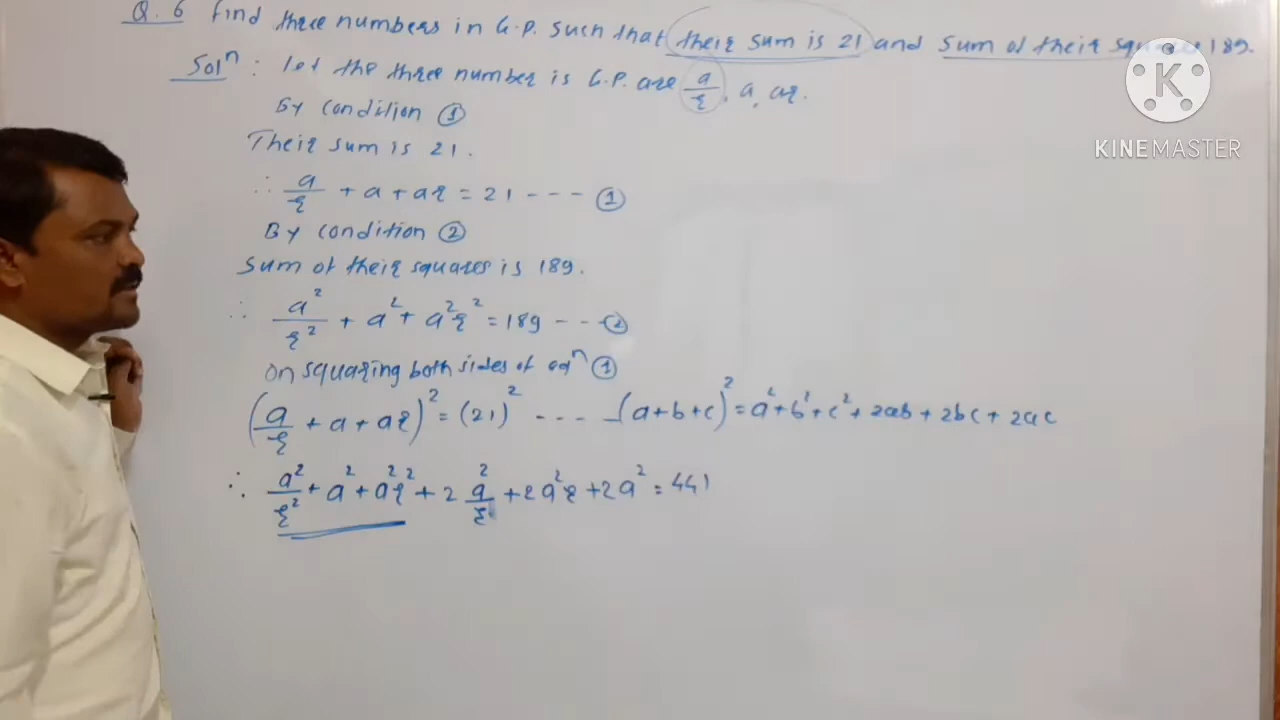 Q. 6 Find three numbers in G.P. such that their sum is 21 and sum of their squares 189.
Solⁿ : let the three number is G.P. are a/r, a, ar.
By condition ①
Their sum is 21.
∴ a/r + a + ar = 21 ---- ①
By condition ②
Sum of their squares is 189.
∴ a²/r² + a² + a²r² = 189 --- ②
On squaring both sides of eqⁿ ①
(a/r + a + ar)² = (21)² ---- (a+b+c)² = a²+b²+c²+2ab+2bc+2ac
∴ a²/r² + a² + a²r² + 2 a²/r + 2a²r + 2a² = 441
K
KINEMASTER